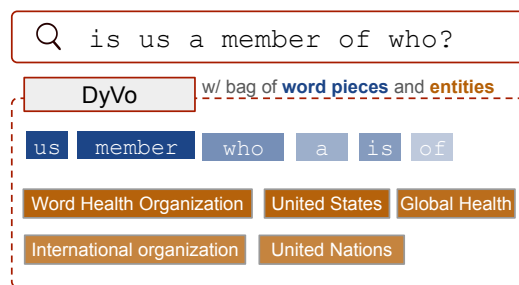 is us a member of who?
DyVo w/ bag of word pieces and entities
us member who a is of
Word Health Organization United States Global Health
International organization United Nations